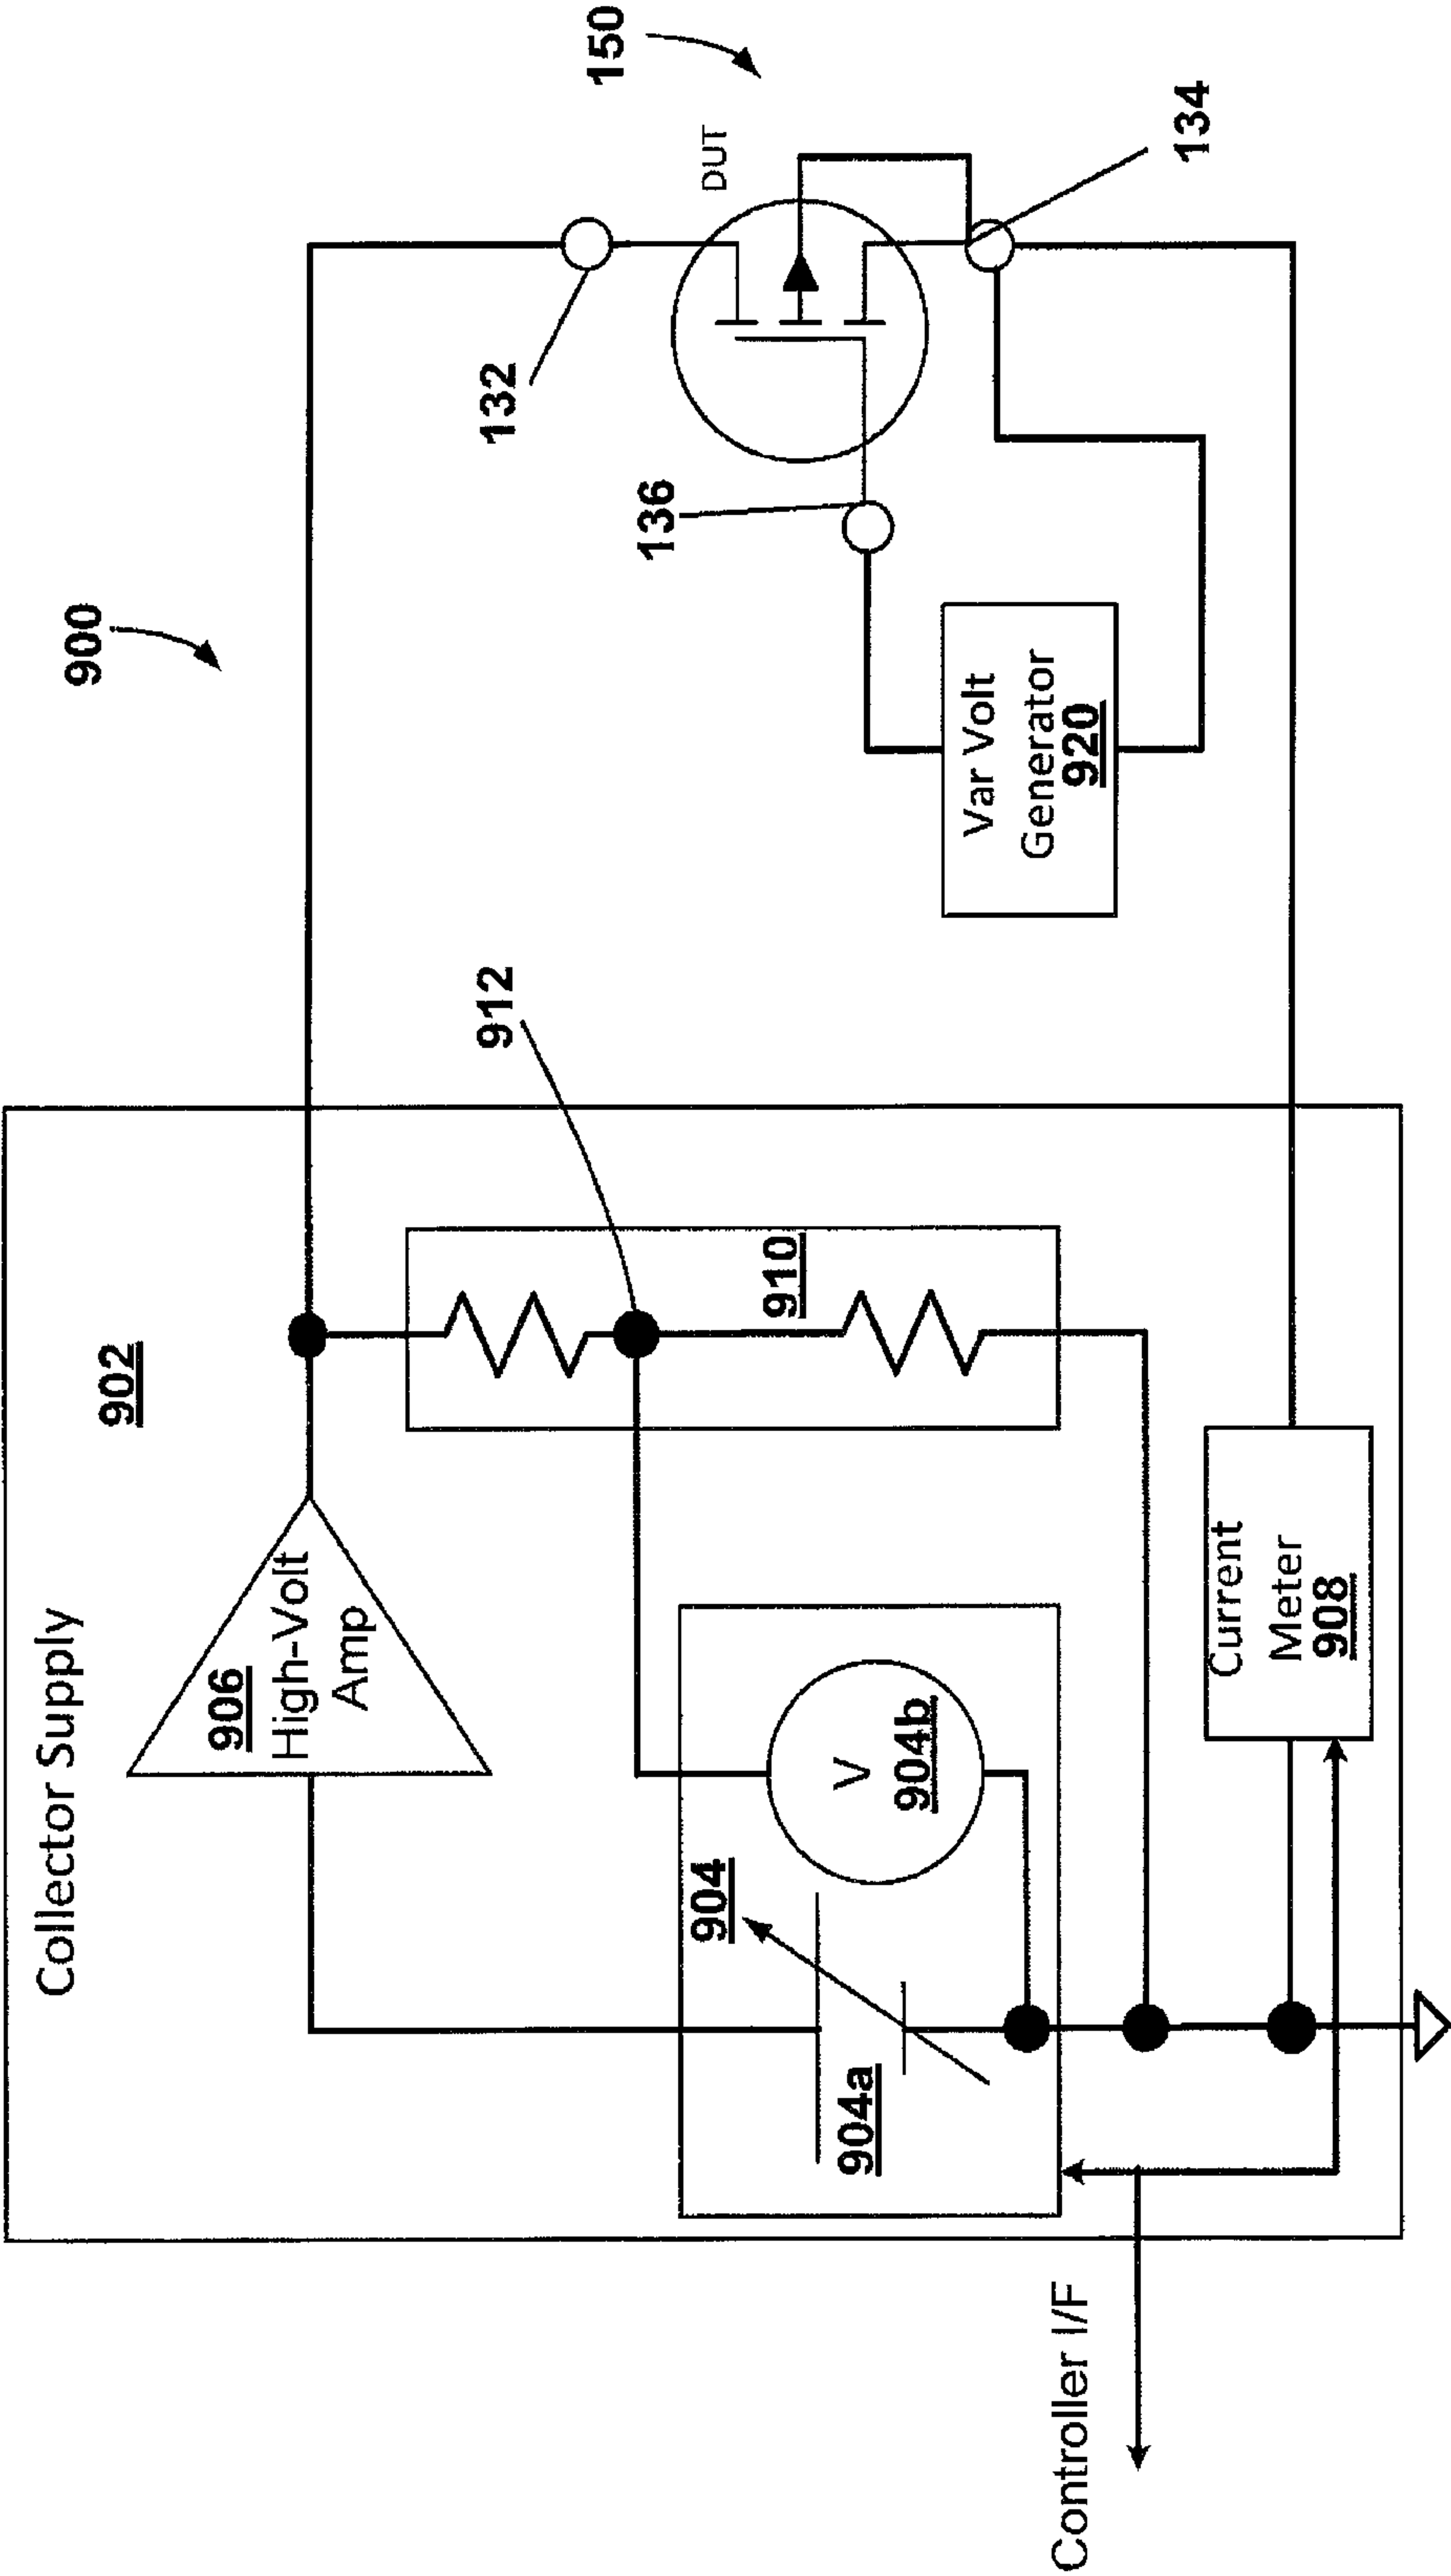 900
Collector Supply
902
906
High-Volt
Amp
912
132
DUT
150
910
904
V
904b
904a
136
134
Var Volt
Generator
920
Current
Meter
908
Controller I/F